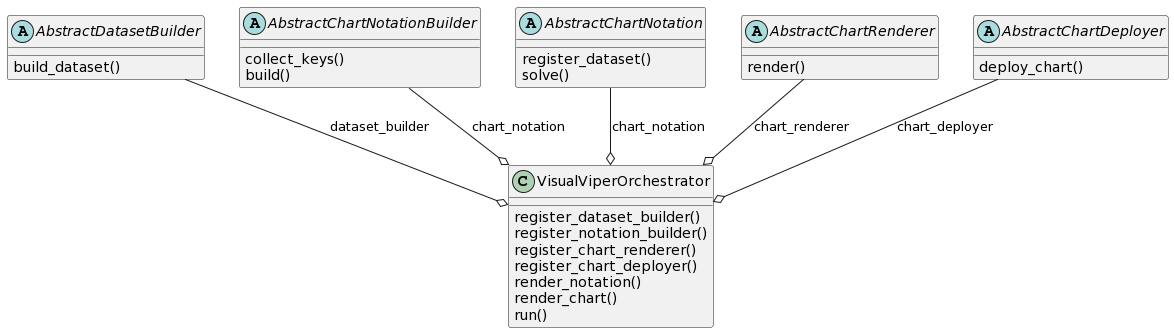 A AbstractDatasetBuilder
build_dataset()
A AbstractChartNotationBuilder
collect_keys()
build()
A AbstractChartNotation
register_dataset()
solve()
A AbstractChartRenderer
render()
A AbstractChartDeployer
deploy_chart()
dataset_builder
chart_notation
chart_notation
chart_renderer
chart_deployer
C VisualViperOrchestrator
register_dataset_builder()
register_notation_builder()
register_chart_renderer()
register_chart_deployer()
render_notation()
render_chart()
run()